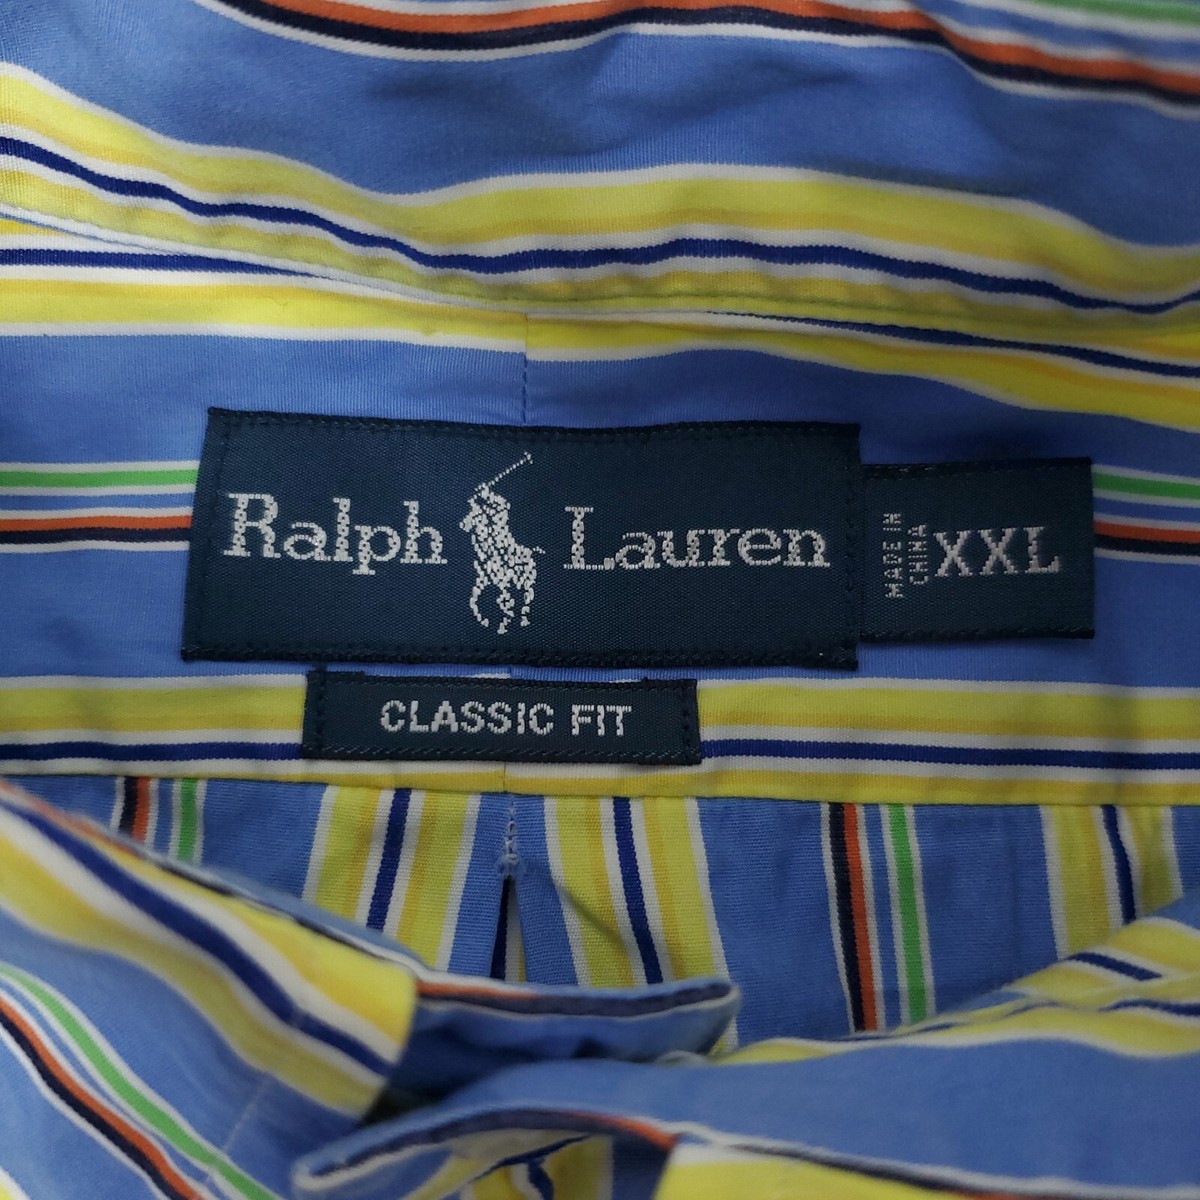 Ralph Lauren
MADE IN
CHINA
XXL
CLASSIC FIT